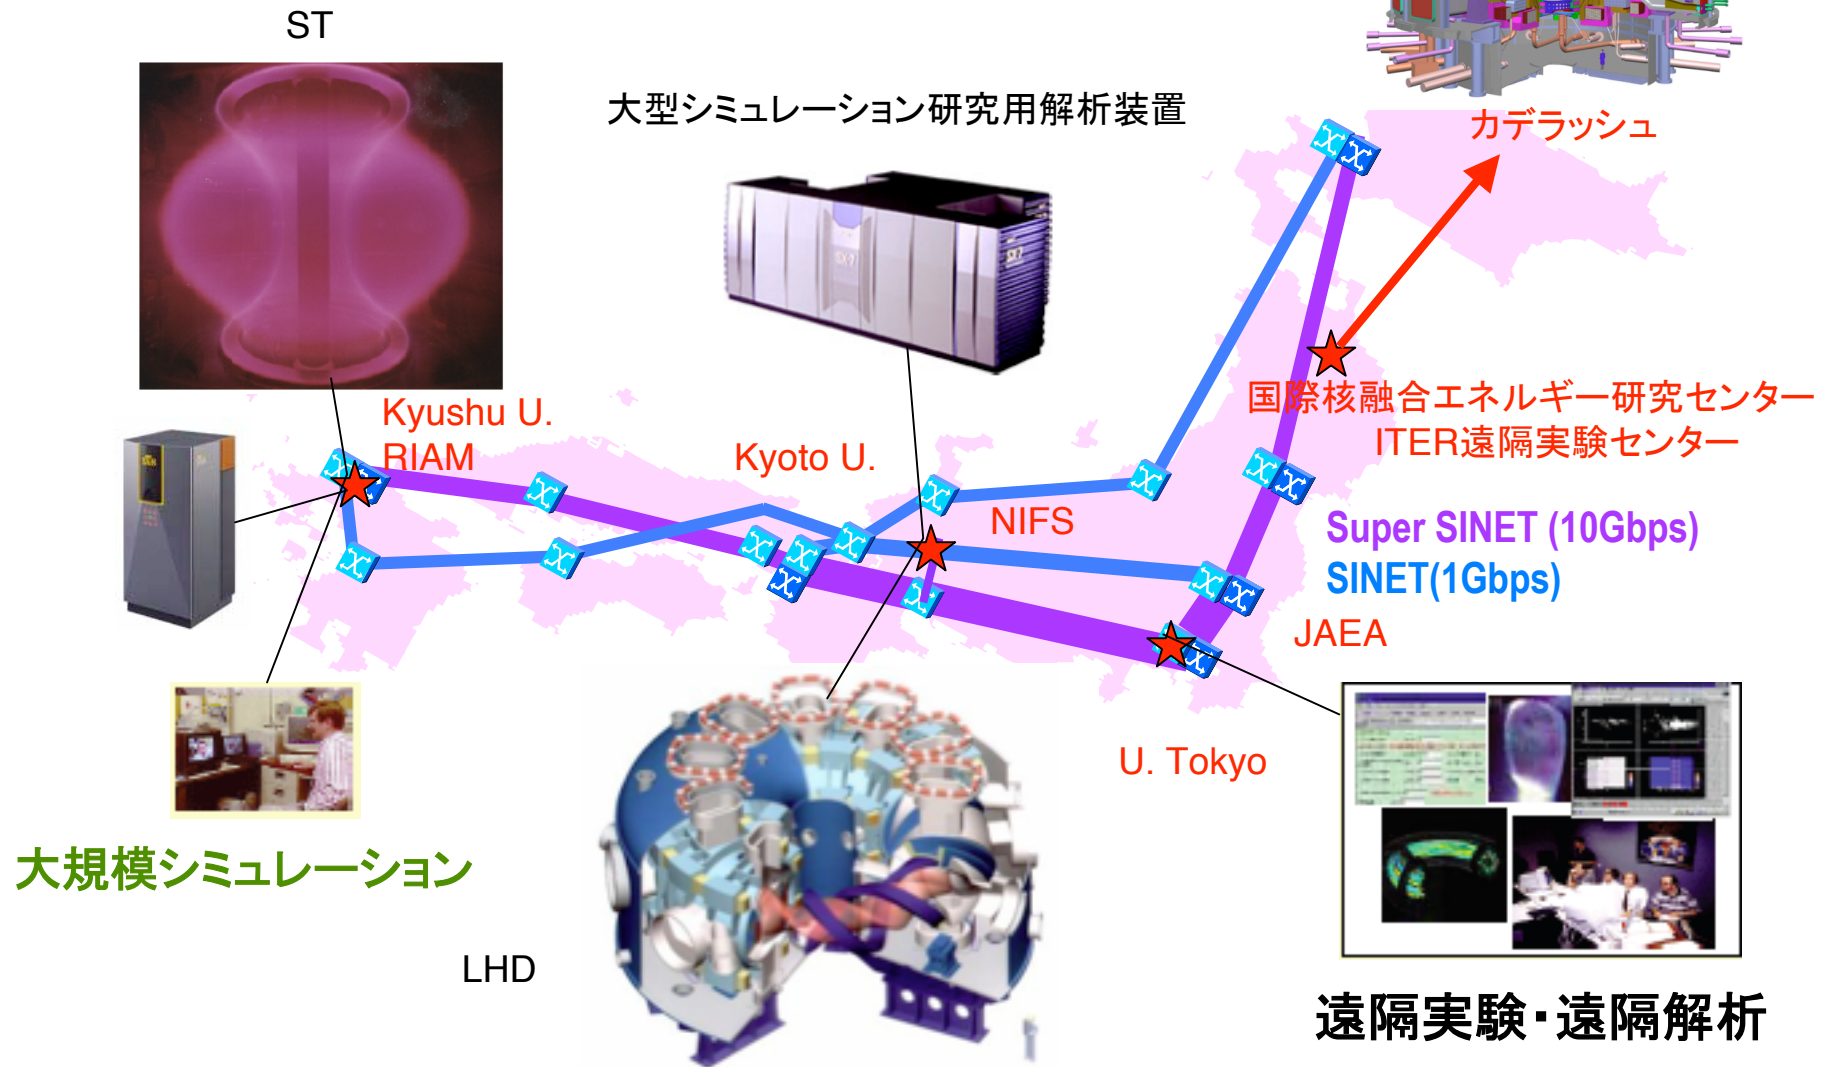 ST
大型シミュレーション研究用解析装置
カデラッシュ
SX-7
Kyushu U.
RIAM
Kyoto U.
国際核融合エネルギー研究センター
ITER遠隔実験センター
NIFS
Super SINET (10Gbps)
SINET(1Gbps)
JAEA
U. Tokyo
大規模シミュレーション
LHD
遠隔実験・遠隔解析